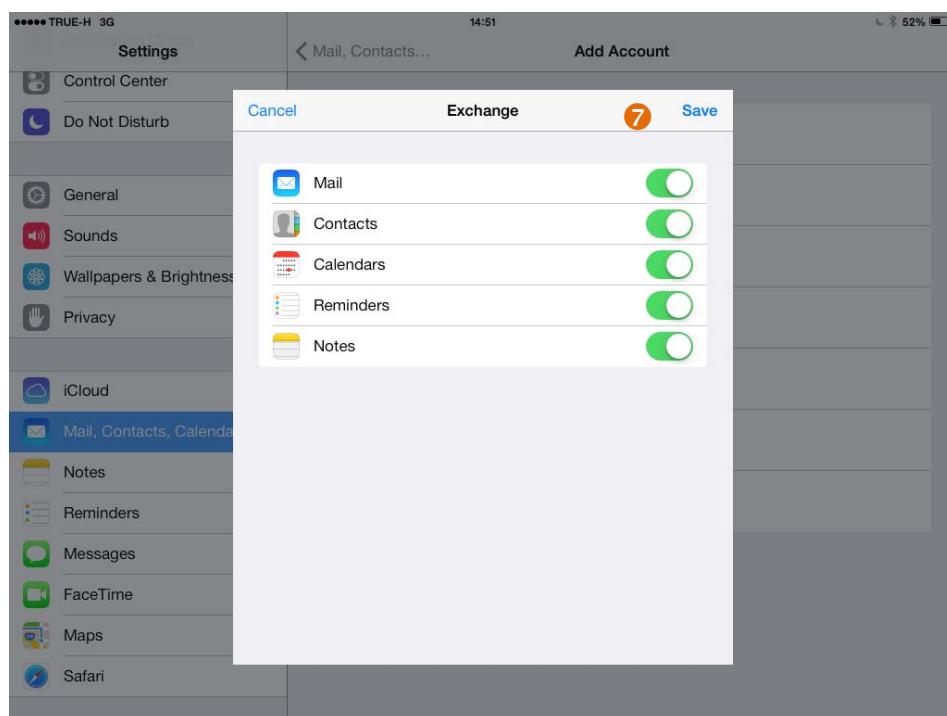 TRUE-H 3G 14:51 52%
Settings
Mail, Contacts... Add Account
Control Center
Do Not Disturb
General
Sounds
Wallpapers & Brightness
Privacy
iCloud
Mail, Contacts, Calenda
Notes
Reminders
Messages
FaceTime
Maps
Safari
Cancel Exchange 7 Save
Mail
Contacts
Calendars
Reminders
Notes